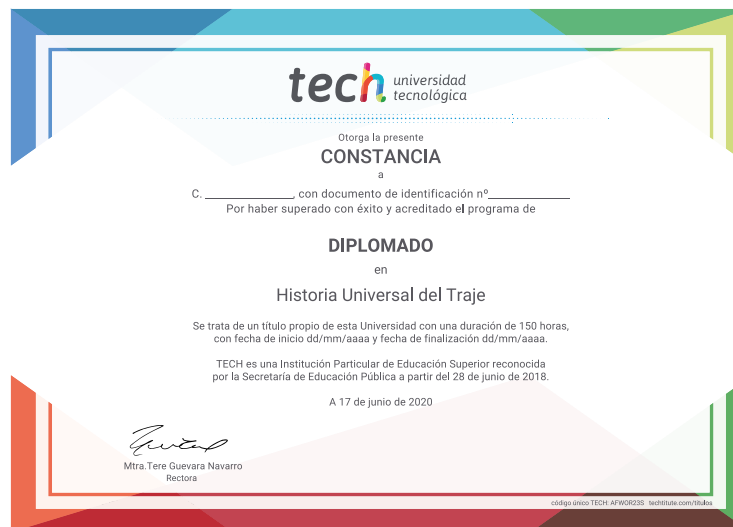 tech universidad
tecnológica
Otorga la presente
CONSTANCIA
a
C. ______________, con documento de identificación nº______________
Por haber superado con éxito y acreditado el programa de
DIPLOMADO
en
Historia Universal del Traje
Se trata de un título propio de esta Universidad con una duración de 150 horas,
con fecha de inicio dd/mm/aaaa y fecha de finalización dd/mm/aaaa.
TECH es una Institución Particular de Educación Superior reconocida
por la Secretaría de Educación Pública a partir del 28 de junio de 2018.
A 17 de junio de 2020
Mtra.Tere Guevara Navarro
Rectora
código único TECH: AFWOR23S techtitute.com/titulos